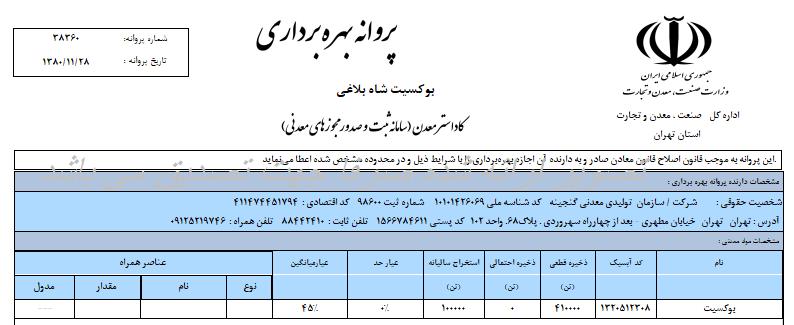 جمهوری اسلامی ایران
وزارت صنعت، معدن و تجارت
اداره کل صنعت، معدن و تجارت
استان تهران
پروانه بهره برداری
بوکسیت شاه بلاغی
کاداستر معدن (سامانه ثبت و صدور مجوزهای معدنی)
شماره پروانه: ۳۸۳۶۰
تاریخ پروانه : ۱۳۸۰/۱۱/۲۸
این پروانه به موجب قانون اصلاح قانون معادن صادر و به دارنده آن اجازه بهره‌برداری را با شرایط ذیل و در محدوده مشخص شده اعطا می‌نماید.
مشخصات دارنده پروانه بهره برداری :
شخصیت حقوقی : شرکت / سازمان تولیدی معدنی گنجینه کد شناسه ملی ۱۰۱۰۱۴۲۶۰۶۹ شماره ثبت ۹۸۶۰۰ کد اقتصادی : ۴۱۱۴۷۴۴۵۱۷۹۴
آدرس : تهران تهران خیابان مطهری - بعد از چهارراه سهروردی . پلاک۶۸. واحد ۱۰۲ کد پستی ۱۵۶۶۷۸۴۶۱۱ تلفن ثابت : ۸۸۴۴۲۴۱۰ تلفن همراه : ۰۹۱۲۵۲۱۹۷۴۶
مشخصات مواد معدنی :
نام کد آیسیک ذخیره قطعی (تن) ذخیره احتمالی (تن) استخراج سالیانه (تن) عیار حد عیارمیانگین عناصر همراه
نوع نام مقدار مدول
بوکسیت ۱۳۲۰۵۱۲۳۰۸ ۴۱۰۰۰۰ ۰ ۱۰۰۰۰۰ ۰% ۴۵% ----